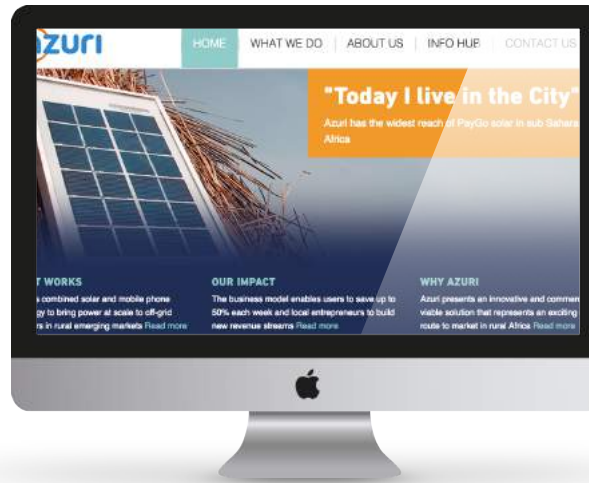 azuri
HOME WHAT WE DO ABOUT US INFO HUB CONTACT US
"Today I live in the City"
Azuri has the widest reach of PayGo solar in sub Sahara
Africa
T WORKS
combined solar and mobile phone
gy to bring power at scale to off-grid
rs in rural emerging markets Read more
OUR IMPACT
The business model enables users to save up to
50% each week and local entrepreneurs to build
new revenue streams Read more
WHY AZURI
Azuri presents an innovative and commer
viable solution that represents an exciting
route to market in rural Africa Read more